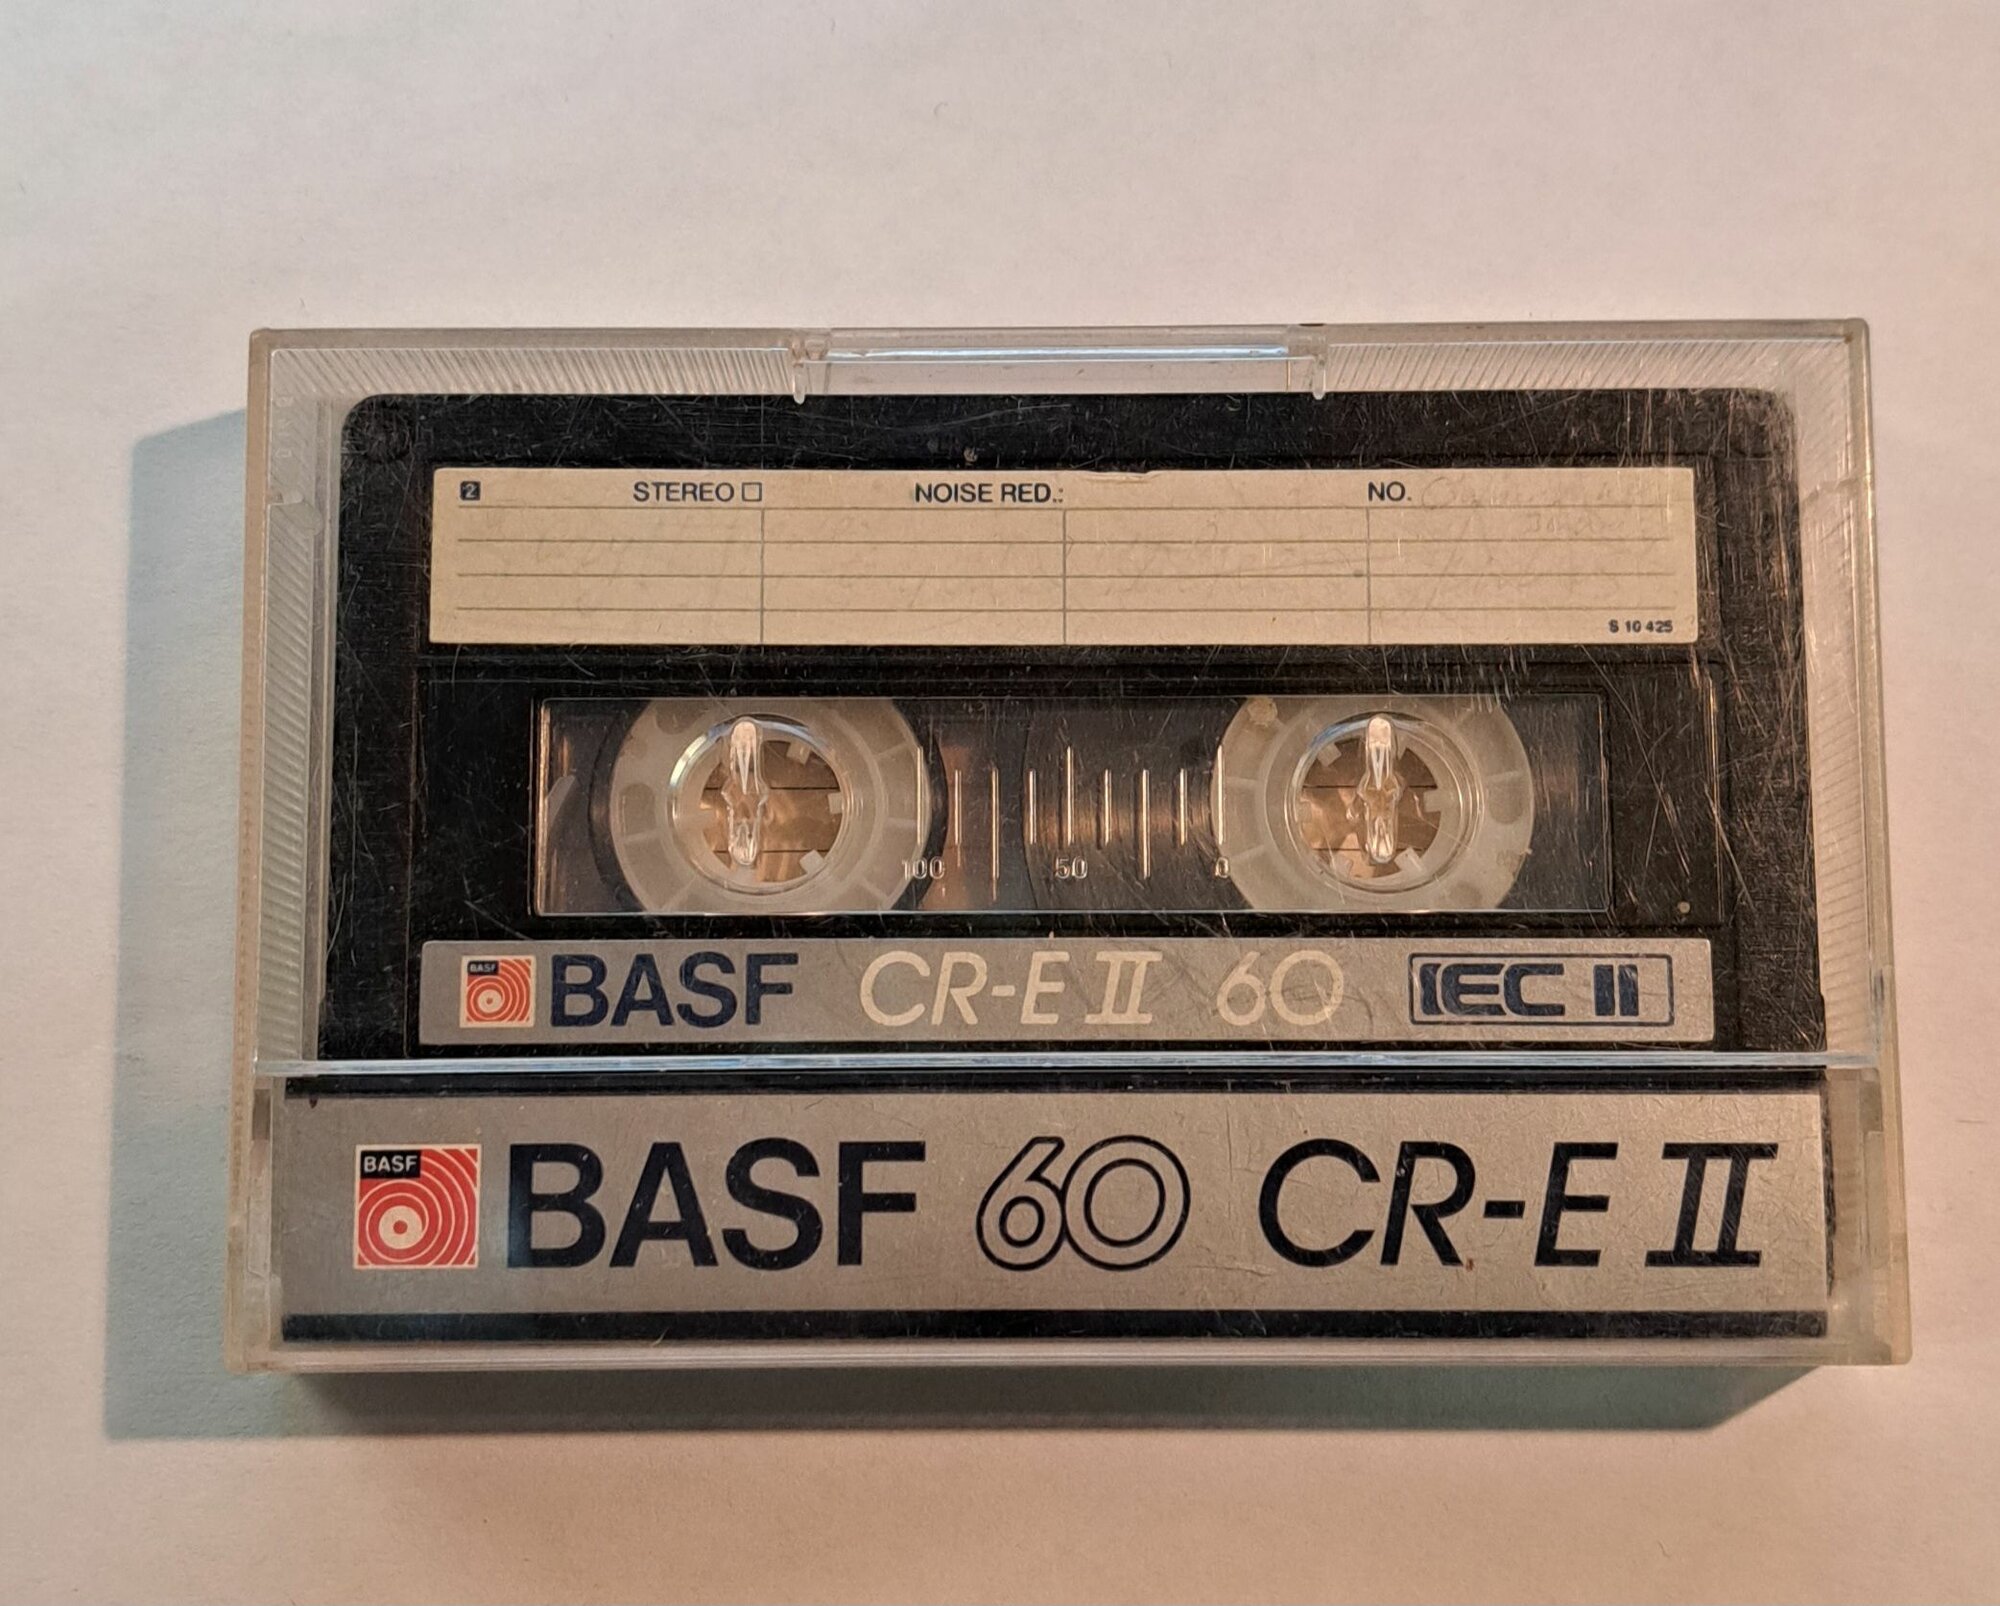 2 STEREO NOISE RED.: NO.
S 10 425
100 50 0
BASF BASF CR-E II 60 IEC II
BASF BASF 60 CR-E II